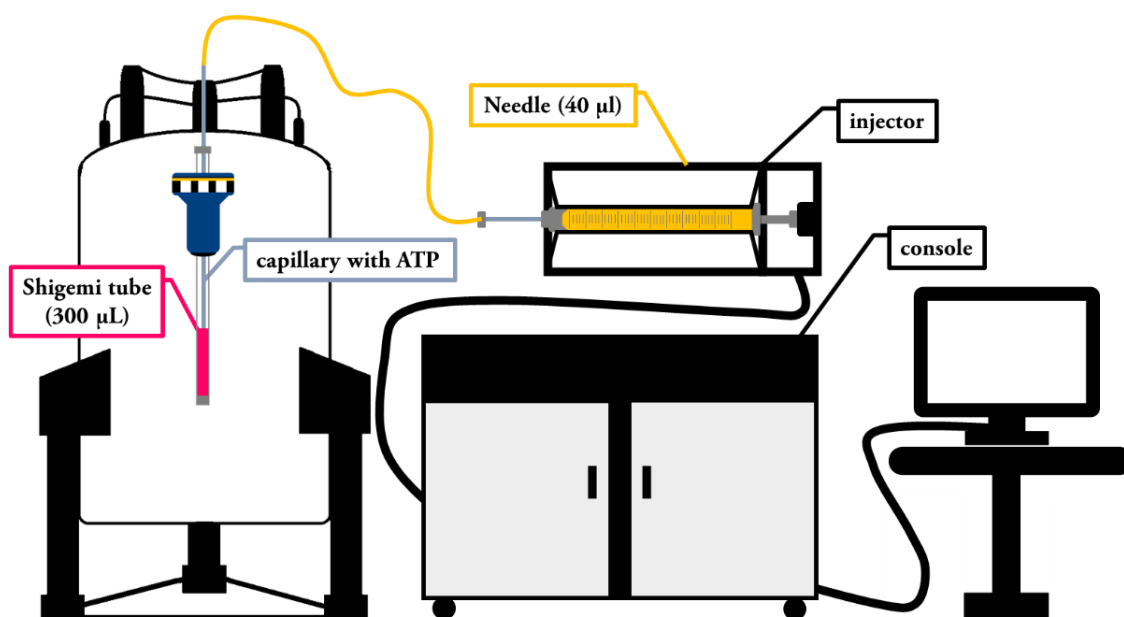 Needle (40 µl)
injector
capillary with ATP
console
Shigemi tube
(300 µL)